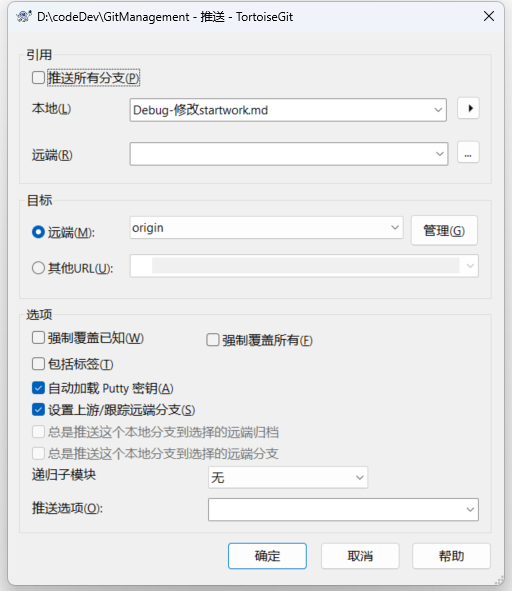 D:\codeDev\GitManagement - 推送 - TortoiseGit
引用
推送所有分支(P)
本地(L)
Debug-修改startwork.md
远端(R)
...
目标
远端(M):
origin
管理(G)
其他URL(U):
选项
强制覆盖已知(W)
强制覆盖所有(F)
包括标签(T)
自动加载 Putty 密钥(A)
设置上游/跟踪远端分支(S)
总是推送这个本地分支到选择的远端归档
总是推送这个本地分支到选择的远端分支
递归子模块
无
推送选项(O):
确定
取消
帮助